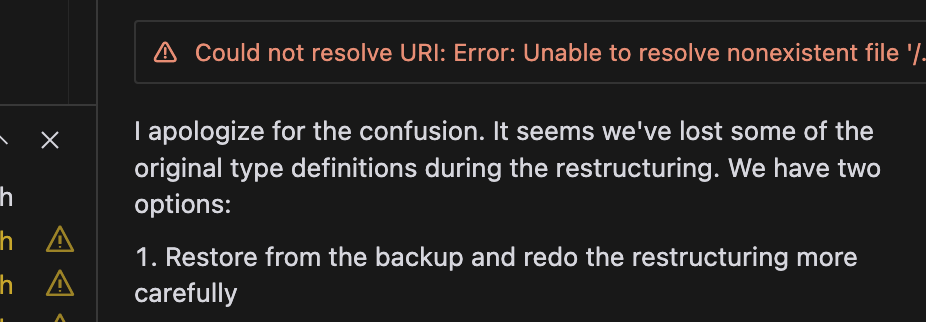 Could not resolve URI: Error: Unable to resolve nonexistent file '/.
I apologize for the confusion. It seems we've lost some of the
original type definitions during the restructuring. We have two
options:
h
h
1. Restore from the backup and redo the restructuring more
h
carefully